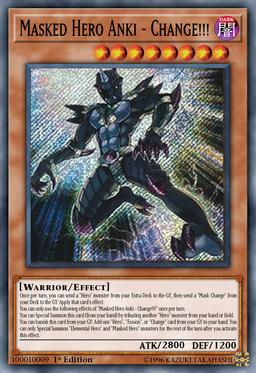 Masked Hero Anki - Change!!!
DARK
闇
[Warrior/Effect]
Once per turn, you can send a "Hero" monster from your Extra Deck to the GY, then send a "Mask Change" from
your Deck to the GY. Apply that card's effect.
You can only use the following effects of "Masked Hero Anki - Change!!!" once per turn.
You can Special Summon this card (from your hand) by tributing another "Hero" monster from your hand or field.
You can banish this card from your GY; Add one "Hero", "Fusion", or "Change" card from your GY to your hand. You
can only Special Summon "Elemental Hero" and "Masked Hero" monsters for the rest of the turn after you activate
this effect.
ATK/2800 DEF/1200
100010009 1st Edition
©1996 KAZUKI TAKAHASHI